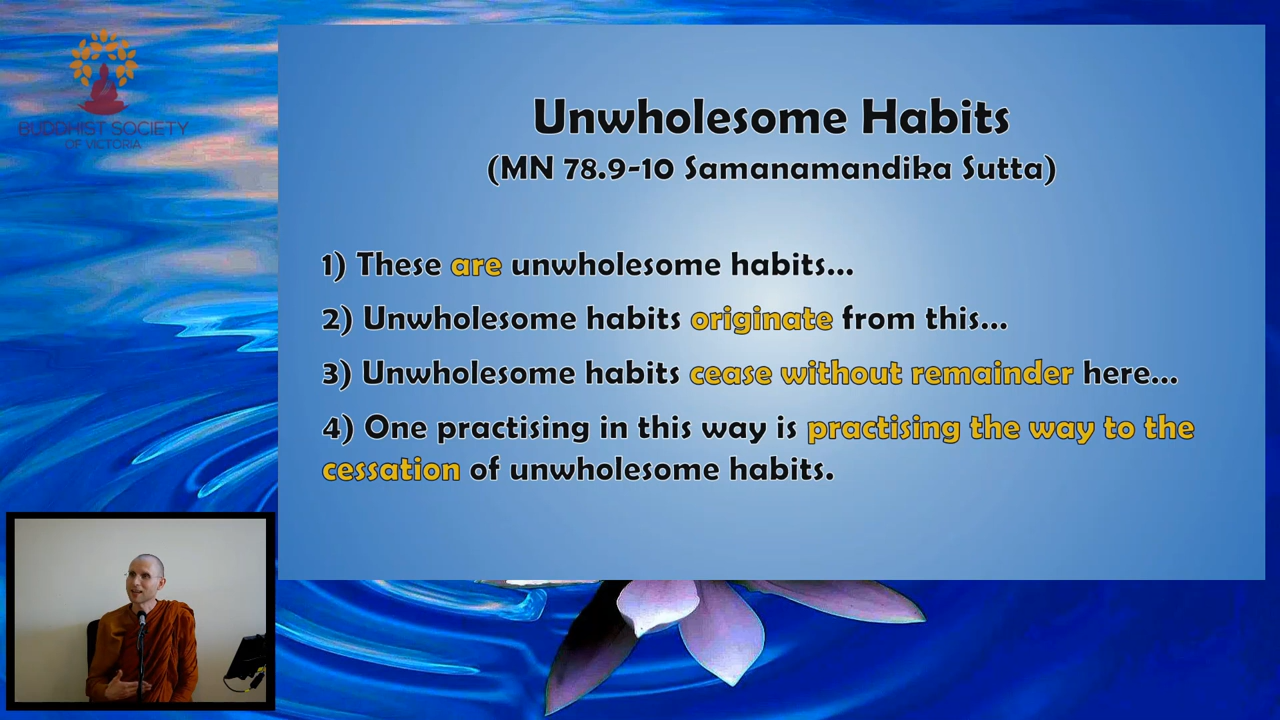 BUDDHIST SOCIETY
OF VICTORIA
Unwholesome Habits
(MN 78.9-10 Samanamandika Sutta)
1) These are unwholesome habits...
2) Unwholesome habits originate from this...
3) Unwholesome habits cease without remainder here...
4) One practising in this way is practising the way to the
cessation of unwholesome habits.